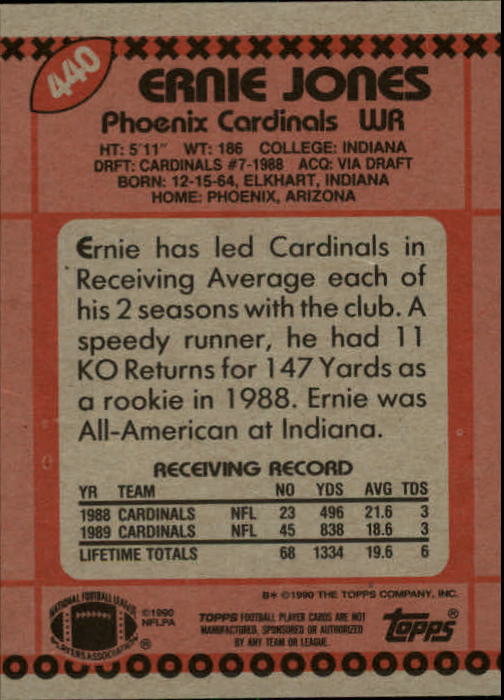 440
ERNIE JONES
Phoenix Cardinals WR
HT: 5'11" WT: 186 COLLEGE: INDIANA
DRFT: CARDINALS #7-1988 ACQ: VIA DRAFT
BORN: 12-15-64, ELKHART, INDIANA
HOME: PHOENIX, ARIZONA
Ernie has led Cardinals in
Receiving Average each of
his 2 seasons with the club. A
speedy runner, he had 11
KO Returns for 147 Yards as
a rookie in 1988. Ernie was
All-American at Indiana.
RECEIVING RECORD
YR TEAM NO YDS AVG TDS
1988 CARDINALS NFL 23 496 21.6 3
1989 CARDINALS NFL 45 838 18.6 3
LIFETIME TOTALS 68 1334 19.6 6
B* ©1990 THE TOPPS COMPANY, INC.
NATIONAL FOOTBALL LEAGUE
PLAYERS ASSOCIATION
®
©1990
NFLPA
TOPPS FOOTBALL PLAYER CARDS ARE NOT
MANUFACTURED, SPONSORED OR AUTHORIZED
BY ANY TEAM OR LEAGUE.
Topps®